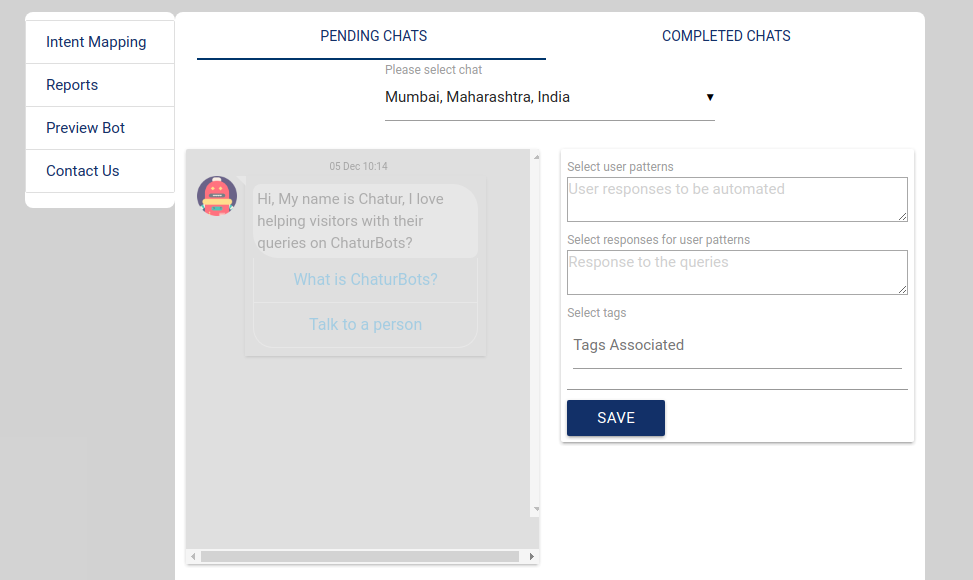 Intent Mapping
Reports
Preview Bot
Contact Us
PENDING CHATS
COMPLETED CHATS
Please select chat
Mumbai, Maharashtra, India
05 Dec 10:14
Hi, My name is Chatur, I love
helping visitors with their
queries on ChaturBots?
What is ChaturBots?
Talk to a person
Select user patterns
User responses to be automated
Select responses for user patterns
Response to the queries
Select tags
Tags Associated
SAVE